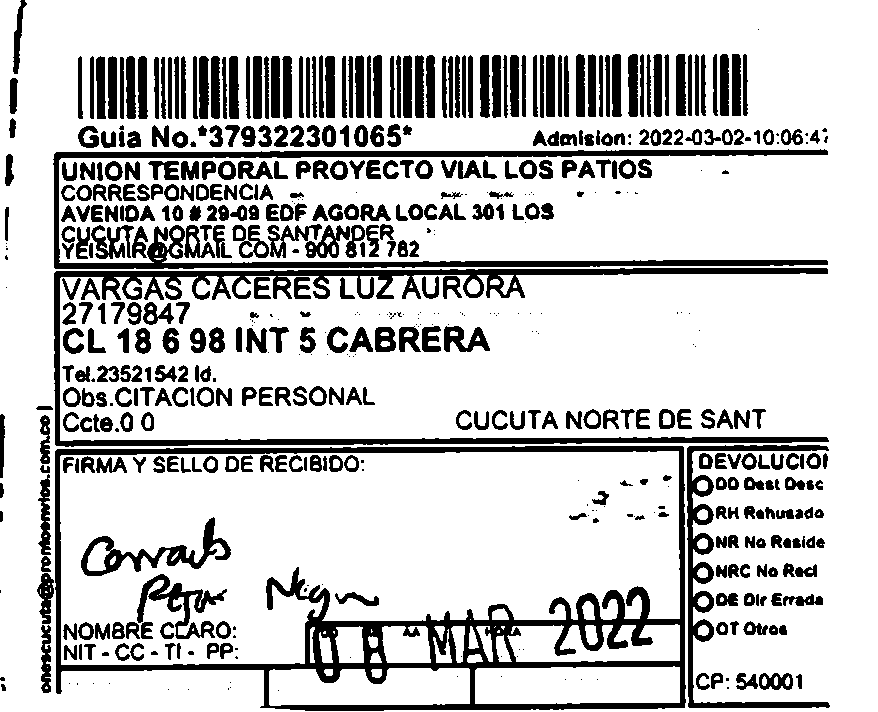 Guia No.*379322301065*
Admision: 2022-03-02-10:06:47
UNION TEMPORAL PROYECTO VIAL LOS PATIOS
CORRESPONDENCIA
AVENIDA 10 # 29-09 EDF AGORA LOCAL 301 LOS
CUCUTA NORTE DE SANTANDER
YEISMIR@GMAIL COM - 900 812 782
VARGAS CACERES LUZ AURORA
27179847
CL 18 6 98 INT 5 CABRERA
Tel.23521542 Id.
Obs.CITACION PERSONAL
Ccte.0 0
CUCUTA NORTE DE SANT
onescucuta@prontoenvios.com.co |
FIRMA Y SELLO DE RECIBIDO:
NOMBRE CLARO:
NIT - CC - TI - PP:
08 MAR 2022
DEVOLUCION
DD Dest Desc
RH Rehusado
NR No Reside
NRC No Recl
DE Dir Errada
OT Otros
CP: 540001